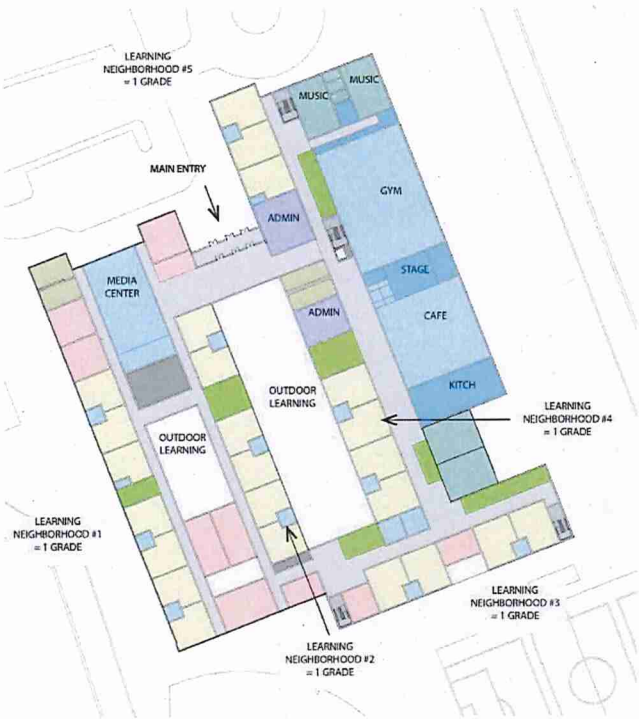 LEARNING
NEIGHBORHOOD #5
= 1 GRADE
MUSIC
MUSIC
MAIN ENTRY
GYM
ADMIN
MEDIA
CENTER
STAGE
ADMIN
CAFE
OUTDOOR
LEARNING
KITCH
LEARNING
NEIGHBORHOOD #4
= 1 GRADE
OUTDOOR
LEARNING
LEARNING
NEIGHBORHOOD #1
= 1 GRADE
LEARNING
NEIGHBORHOOD #3
= 1 GRADE
LEARNING
NEIGHBORHOOD #2
= 1 GRADE